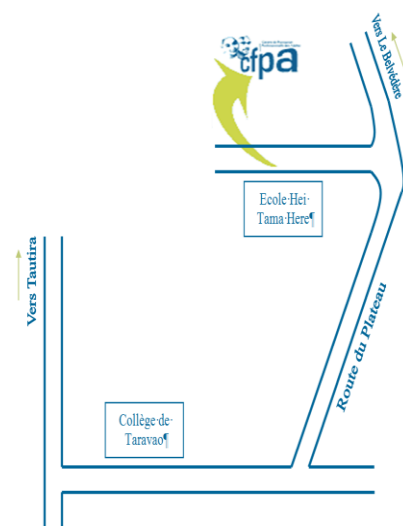 cfpa
Vers Le Belvédère
Ecole·Hei·
Tama·Here¶
Vers Tautira
Route du Plateau
Collège·de·
Taravao¶